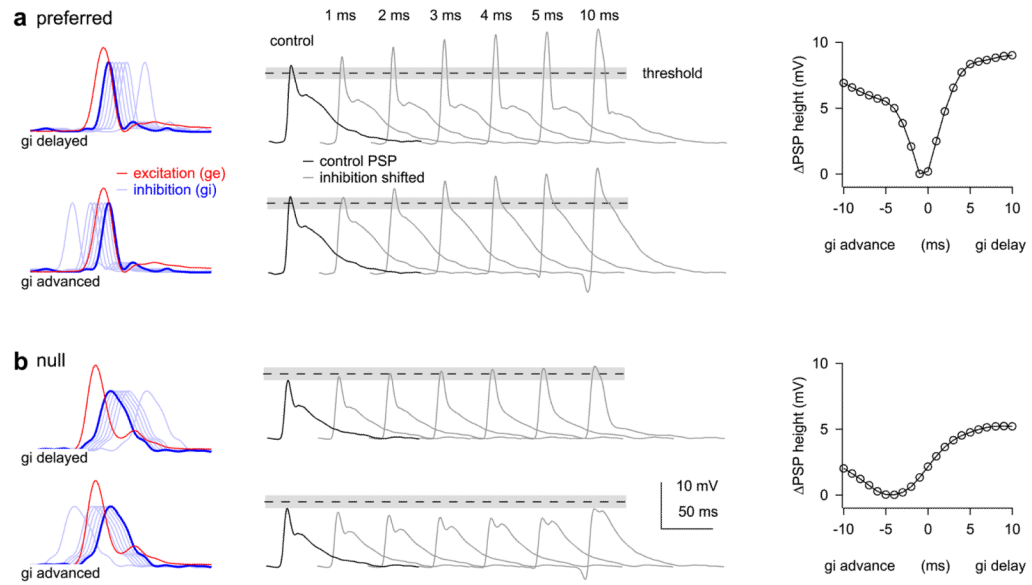 a preferred
1 ms 2 ms 3 ms 4 ms 5 ms 10 ms
control
threshold
gi delayed
excitation (ge)
inhibition (gi)
control PSP
inhibition shifted
gi advanced
10
5
0
ΔPSP height (mV)
-10 -5 0 5 10
gi advance (ms) gi delay
b null
gi delayed
gi advanced
10 mV
50 ms
10
5
0
ΔPSP height (mV)
-10 -5 0 5 10
gi advance (ms) gi delay